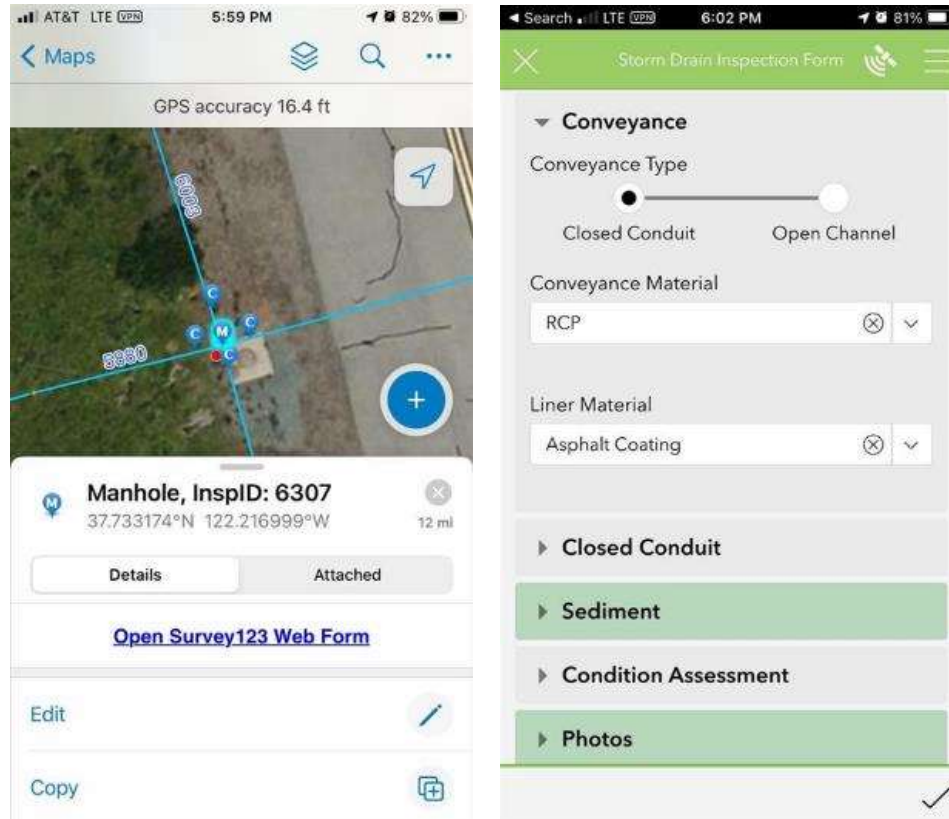 AT&T LTE VPN 5:59 PM 82%
Maps
GPS accuracy 16.4 ft
6003
5980
C
C
M
C
C
M
Manhole, InspID: 6307
37.733174°N 122.216999°W
12 mi
Details Attached
Open Survey123 Web Form
Edit
Copy
Search LTE VPN 6:02 PM 81%
Storm Drain Inspection Form
Conveyance
Conveyance Type
Closed Conduit Open Channel
Conveyance Material
RCP
Liner Material
Asphalt Coating
Closed Conduit
Sediment
Condition Assessment
Photos